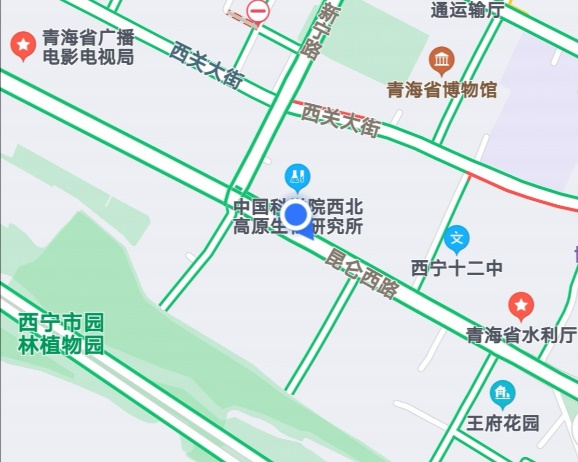 通运输厅
新宁路
青海省广播
电影电视局
西关大街
青海省博物馆
西关大街
中国科学院西北
高原生物研究所
昆仑西路
西宁十二中
西宁市园
林植物园
青海省水利厅
王府花园